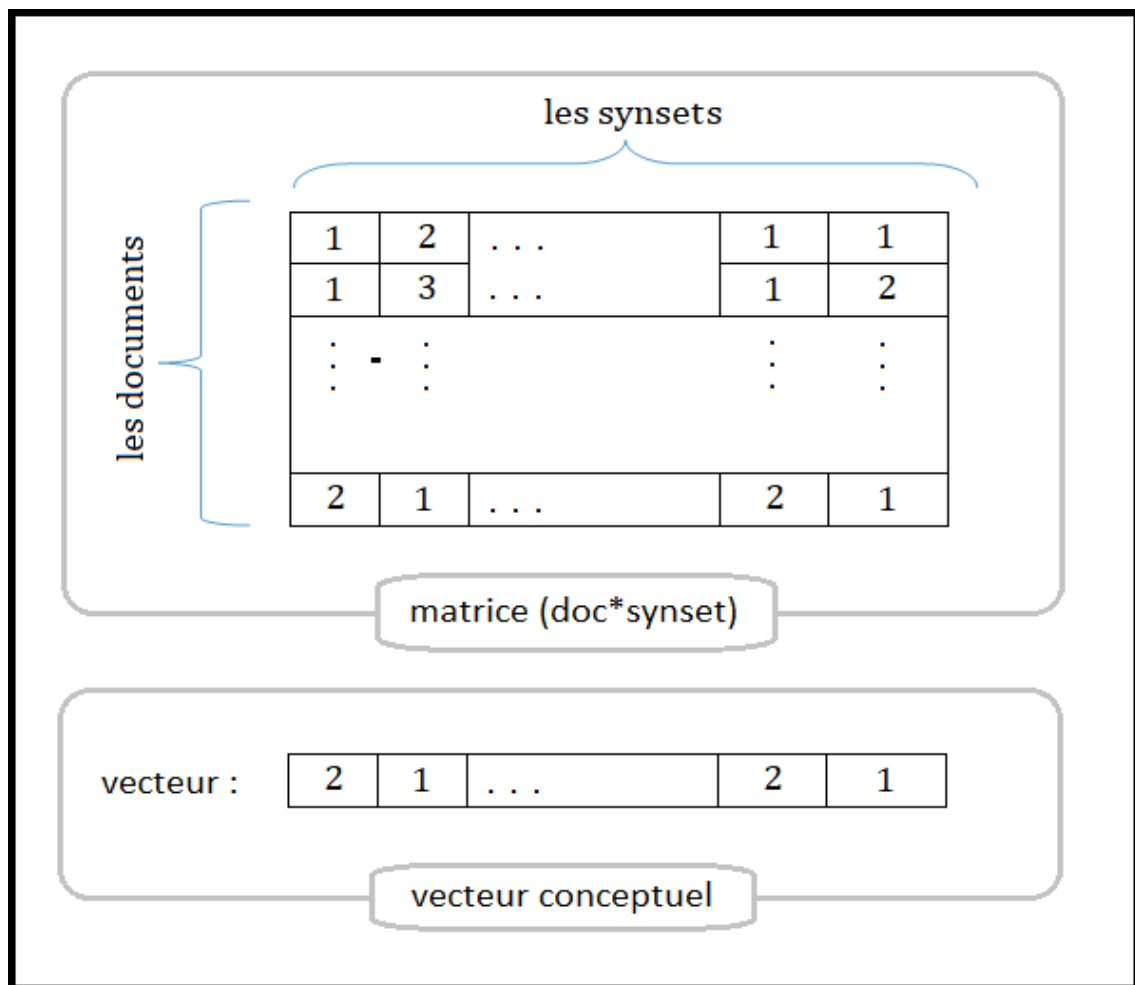 les synsets
les documents
1 2 . . . 1 1
1 3 . . . 1 2
⋮ - ⋮ ⋮ ⋮
2 1 . . . 2 1
matrice (doc*synset)
vecteur : 2 1 . . . 2 1
vecteur conceptuel